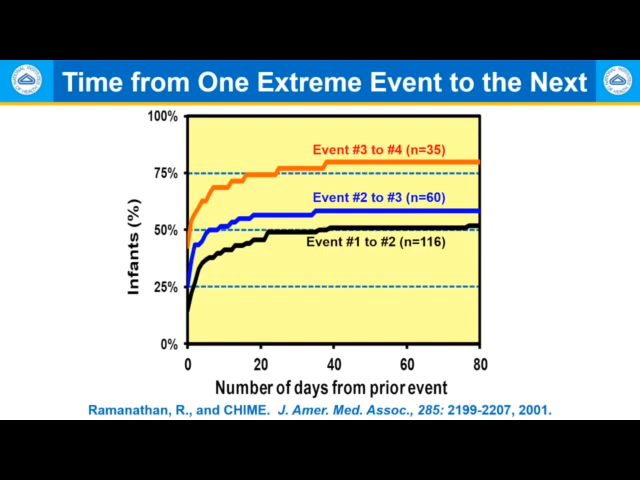 Time from One Extreme Event to the Next
100%
75%
50%
25%
0%
Infants (%)
Event #3 to #4 (n=35)
Event #2 to #3 (n=60)
Event #1 to #2 (n=116)
0 20 40 60 80
Number of days from prior event
Ramanathan, R., and CHIME. J. Amer. Med. Assoc., 285: 2199-2207, 2001.